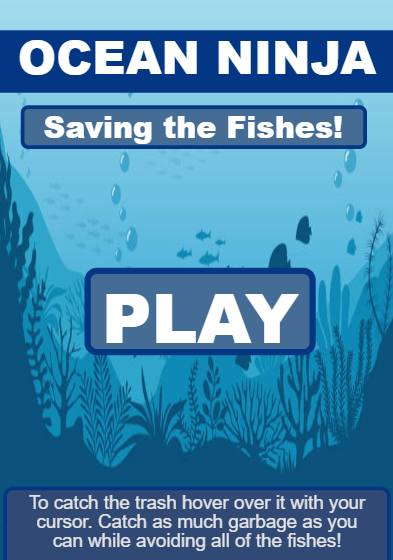 OCEAN NINJA
Saving the Fishes!
PLAY
To catch the trash hover over it with your
cursor. Catch as much garbage as you
can while avoiding all of the fishes!